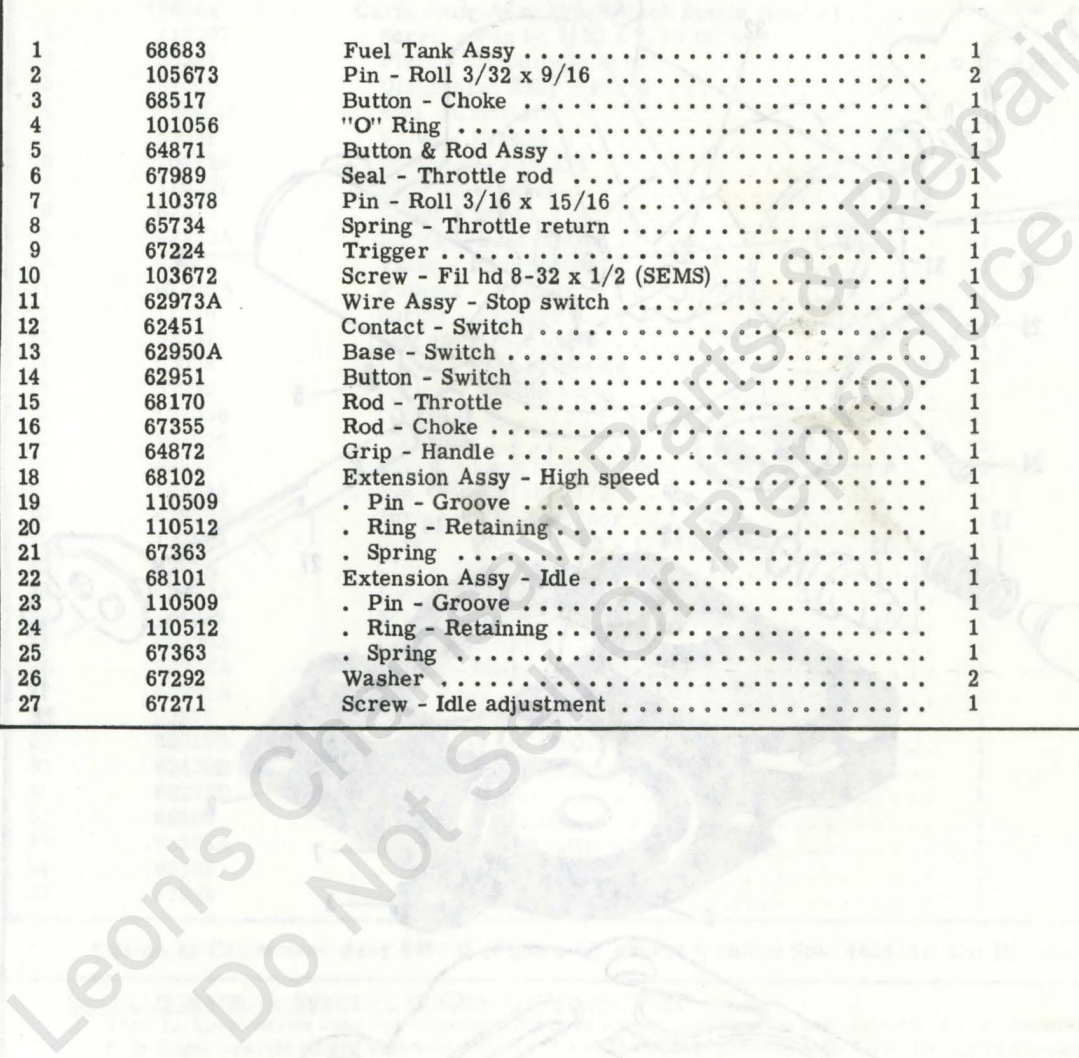 1 68683 Fuel Tank Assy . . . . . . . . . . . . . . . . . . . . . . . 1
2 105673 Pin - Roll 3/32 x 9/16 . . . . . . . . . . . . . . . . . . 2
3 68517 Button - Choke . . . . . . . . . . . . . . . . . . . . . . . 1
4 101056 "O" Ring . . . . . . . . . . . . . . . . . . . . . . . . . . . 1
5 64871 Button & Rod Assy . . . . . . . . . . . . . . . . . . . . 1
6 67989 Seal - Throttle rod . . . . . . . . . . . . . . . . . . . . 1
7 110378 Pin - Roll 3/16 x 15/16 . . . . . . . . . . . . . . . . . 1
8 65734 Spring - Throttle return . . . . . . . . . . . . . . . . . 1
9 67224 Trigger . . . . . . . . . . . . . . . . . . . . . . . . . . . . 1
10 103672 Screw - Fil hd 8-32 x 1/2 (SEMS) . . . . . . . . . . . . 1
11 62973A Wire Assy - Stop switch . . . . . . . . . . . . . . . . . 1
12 62451 Contact - Switch . . . . . . . . . . . . . . . . . . . . . . 1
13 62950A Base - Switch . . . . . . . . . . . . . . . . . . . . . . . . 1
14 62951 Button - Switch . . . . . . . . . . . . . . . . . . . . . . . 1
15 68170 Rod - Throttle . . . . . . . . . . . . . . . . . . . . . . . 1
16 67355 Rod - Choke . . . . . . . . . . . . . . . . . . . . . . . . . 1
17 64872 Grip - Handle . . . . . . . . . . . . . . . . . . . . . . . . 1
18 68102 Extension Assy - High speed . . . . . . . . . . . . . . 1
19 110509 . Pin - Groove . . . . . . . . . . . . . . . . . . . . . . . 1
20 110512 . Ring - Retaining . . . . . . . . . . . . . . . . . . . . . 1
21 67363 . Spring . . . . . . . . . . . . . . . . . . . . . . . . . . . 1
22 68101 Extension Assy - Idle . . . . . . . . . . . . . . . . . . . 1
23 110509 . Pin - Groove . . . . . . . . . . . . . . . . . . . . . . . 1
24 110512 . Ring - Retaining . . . . . . . . . . . . . . . . . . . . . 1
25 67363 . Spring . . . . . . . . . . . . . . . . . . . . . . . . . . . 1
26 67292 Washer . . . . . . . . . . . . . . . . . . . . . . . . . . . . 2
27 67271 Screw - Idle adjustment . . . . . . . . . . . . . . . . . . 1
Leon's Chainsaw Parts & Repair
Do Not Sell Or Reproduce